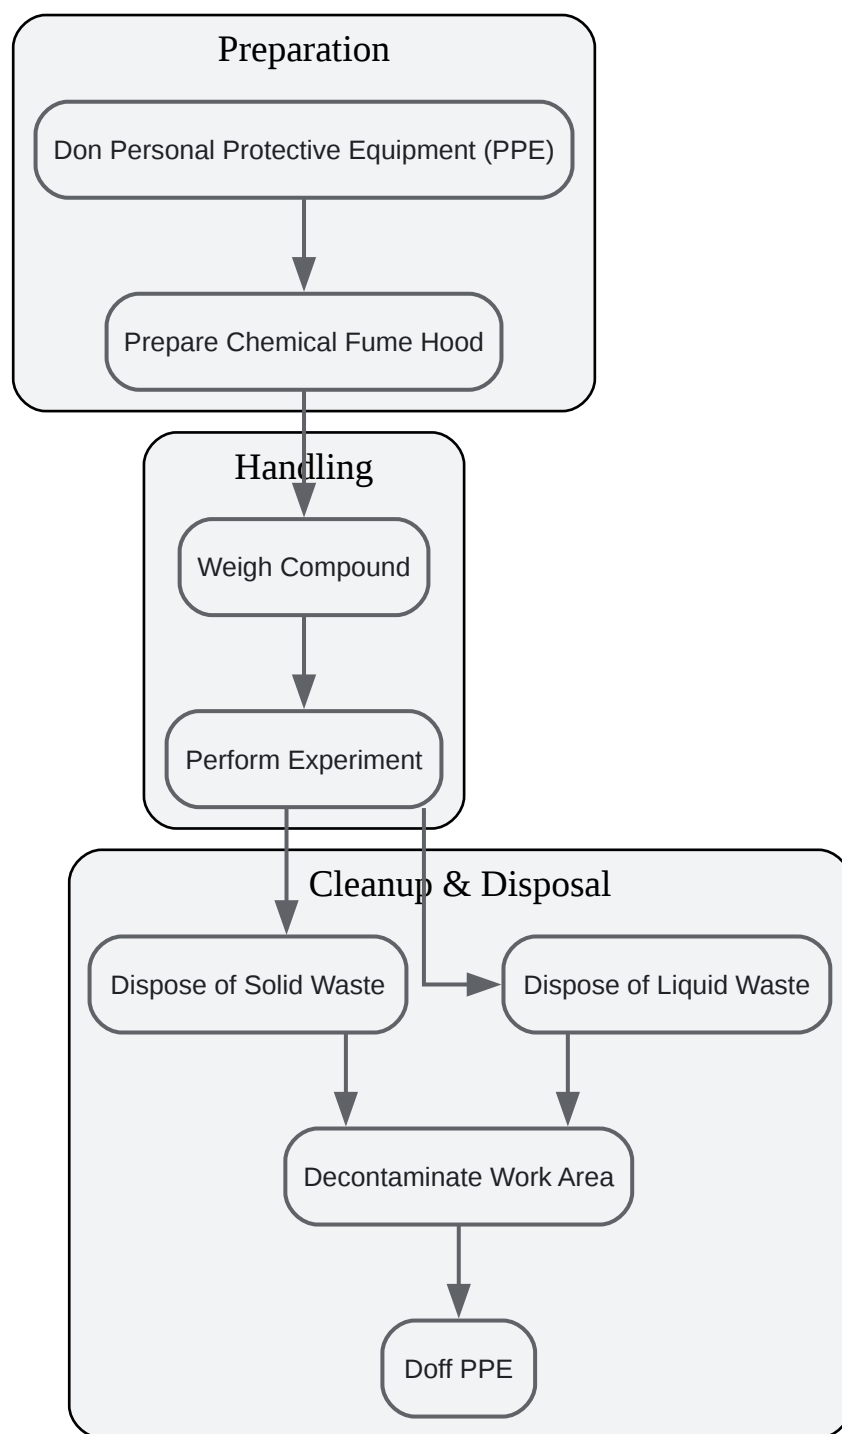 Preparation
Don Personal Protective Equipment (PPE)
Prepare Chemical Fume Hood
Handling
Weigh Compound
Perform Experiment
Cleanup & Disposal
Dispose of Solid Waste
Dispose of Liquid Waste
Decontaminate Work Area
Doff PPE